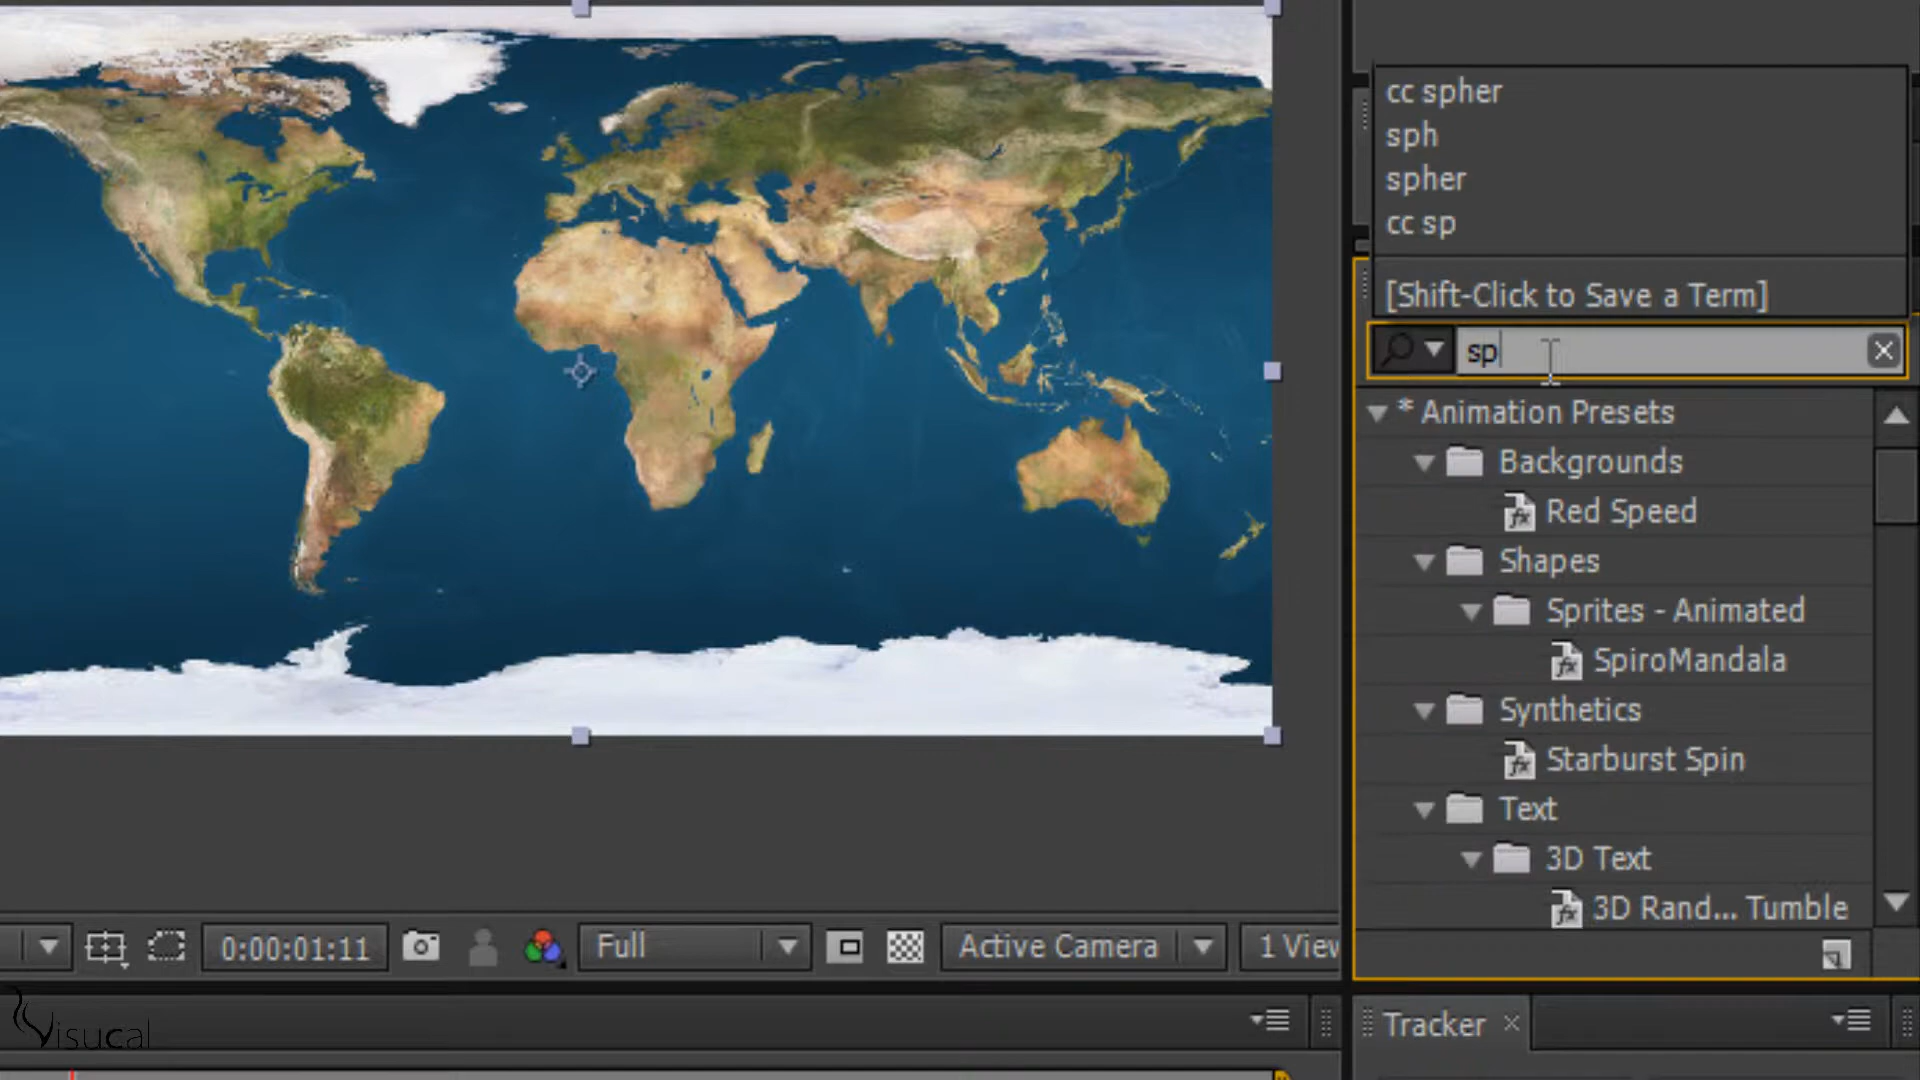 cc spher
sph
spher
cc sp
[Shift-Click to Save a Term]
sp
* Animation Presets
Backgrounds
Red Speed
Shapes
Sprites - Animated
SpiroMandala
Synthetics
Starburst Spin
Text
3D Text
3D Rand... Tumble
0:00:01:11
Full
Active Camera
1 View
Visucal
Tracker